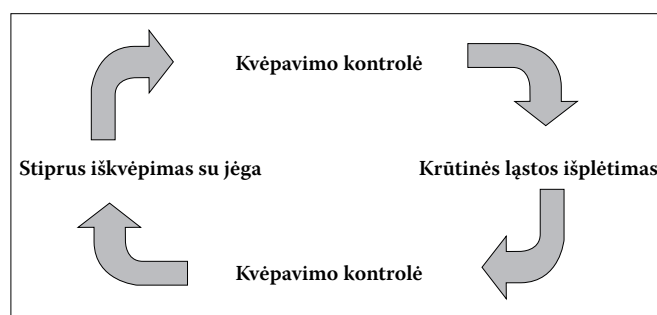 Kvėpavimo kontrolė
Stiprus iškvėpimas su jėga
Krūtinės ląstos išplėtimas
Kvėpavimo kontrolė